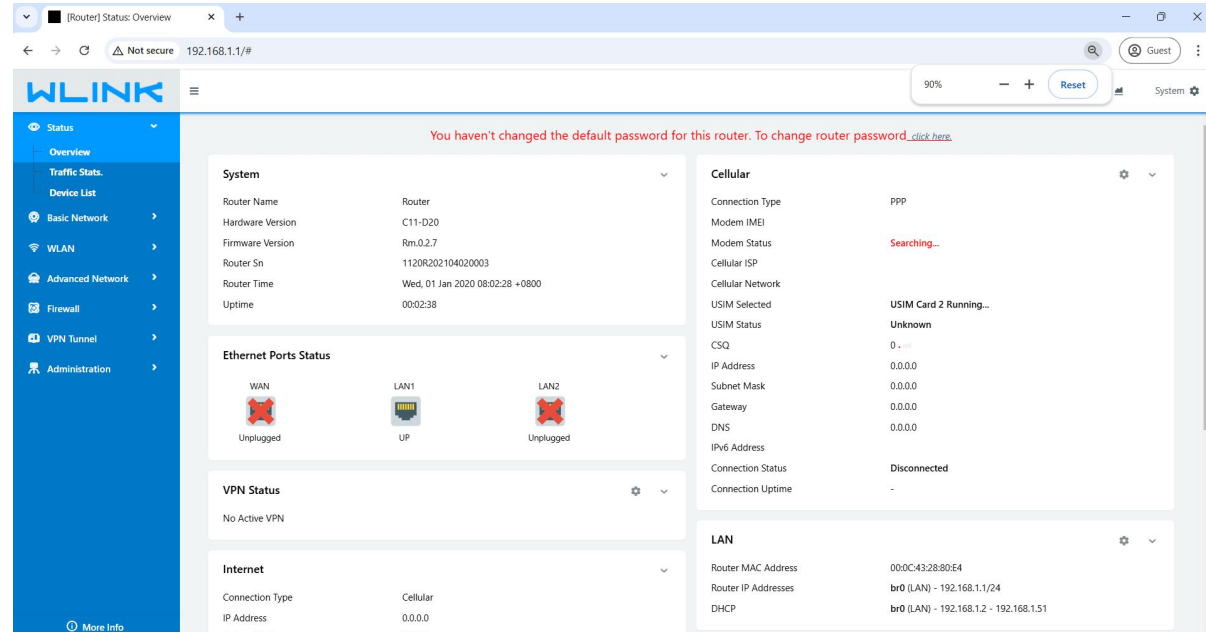 [Router] Status: Overview
Not secure 192.168.1.1/#
Guest
90%
Reset
WLINK
System
Status
Overview
Traffic Stats.
Device List
Basic Network
WLAN
Advanced Network
Firewall
VPN Tunnel
Administration
More Info
You haven't changed the default password for this router. To change router password click here.
System
Router Name Router
Hardware Version C11-D20
Firmware Version Rm.0.2.7
Router Sn 1120R202104020003
Router Time Wed, 01 Jan 2020 08:02:28 +0800
Uptime 00:02:38
Ethernet Ports Status
WAN LAN1 LAN2
Unplugged UP Unplugged
VPN Status
No Active VPN
Internet
Connection Type Cellular
IP Address 0.0.0.0
Cellular
Connection Type PPP
Modem IMEI
Modem Status Searching...
Cellular ISP
Cellular Network
USIM Selected USIM Card 2 Running...
USIM Status Unknown
CSQ 0 .
IP Address 0.0.0.0
Subnet Mask 0.0.0.0
Gateway 0.0.0.0
DNS 0.0.0.0
IPv6 Address
Connection Status Disconnected
Connection Uptime -
LAN
Router MAC Address 00:0C:43:28:80:E4
Router IP Addresses br0 (LAN) - 192.168.1.1/24
DHCP br0 (LAN) - 192.168.1.2 - 192.168.1.51